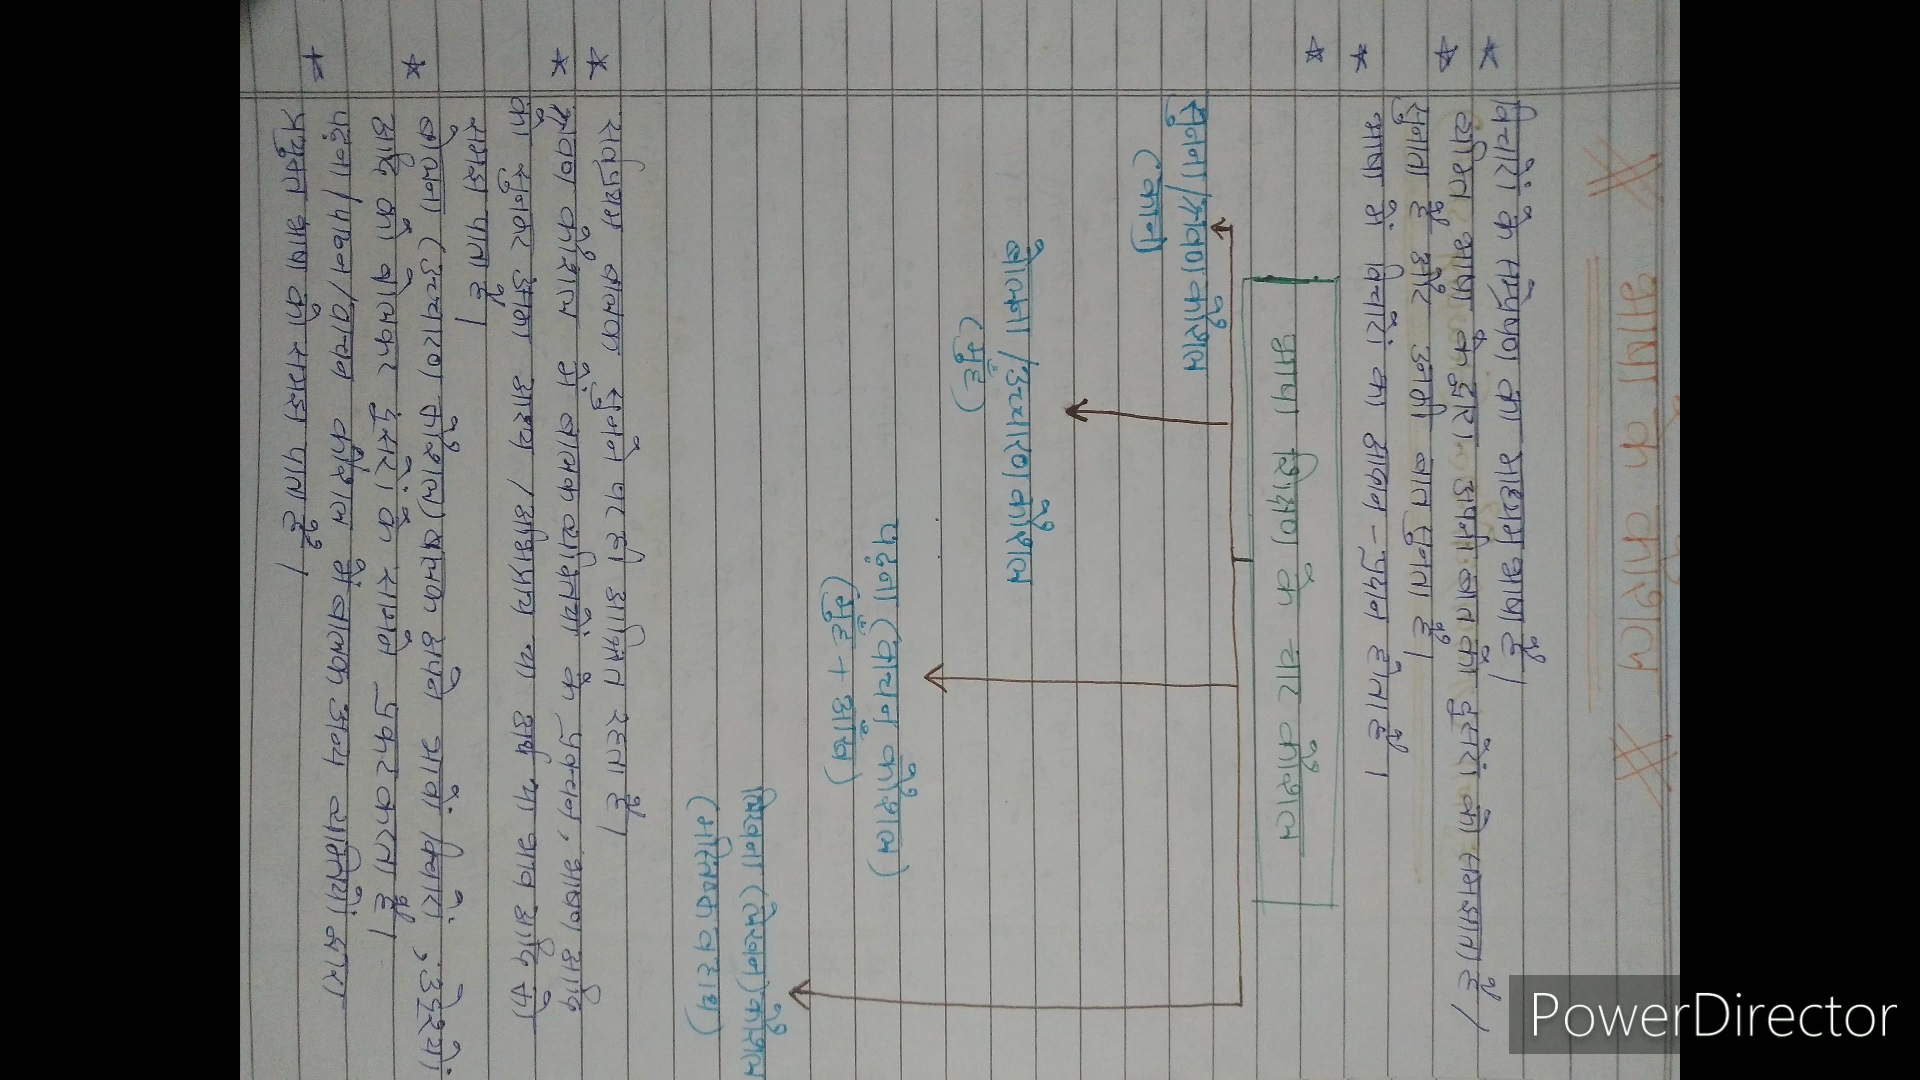 भाषा के कौशल
विचारों के संप्रेषण का माध्यम भाषा है।
व्यक्ति भाषा के द्वारा अपनी बात को दुसरों को समझाता है।
सुनाता है और उनकी बात सुनता है।
भाषा में विचारों का आदान-प्रदान होता है।
भाषा शिक्षण के चार कौशल
सुनना/श्रवण कौशल
(कान)
बोलना/उच्चारण कौशल
(मुँह)
पढ़ना (वाचन कौशल)
(मुँह + आँख)
लिखना (लेखन) कौशल
(मस्तिष्क व हाथ)
सर्वप्रथम बालक सुनने पर ही आश्रित रहता है।
श्रवण कौशल में बालक व्यक्तियों के प्रवचन, भाषण आदि
को सुनकर उनका आशय/अभिप्राय या अर्थ या भाव आदि को
समझ पाता है।
बोलना (उच्चारण कौशल) बालक अपने भावों विचारों, उद्देश्यों
आदि को बोलकर दुसरों के सामने प्रकट करता है।
पढ़ना/पठन/वाचन कौशल में बालक अन्य व्यक्तियों द्वारा
प्रयुक्त भाषा को समझ पाता है।
PowerDirector